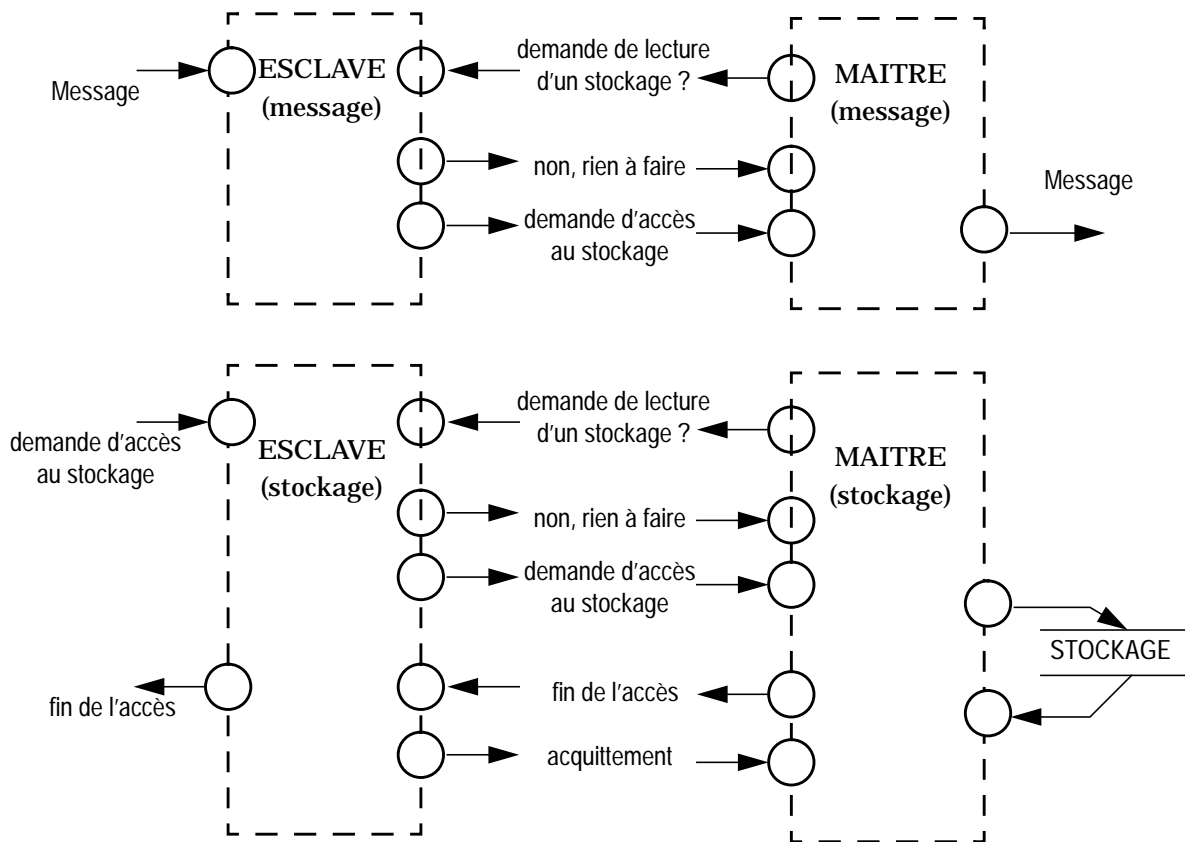 Message
ESCLAVE
(message)
demande de lecture
d'un stockage ?
MAITRE
(message)
non, rien à faire
demande d'accès
au stockage
Message
demande d'accès
au stockage
ESCLAVE
(stockage)
demande de lecture
d'un stockage ?
MAITRE
(stockage)
non, rien à faire
demande d'accès
au stockage
STOCKAGE
fin de l'accès
fin de l'accès
acquittement